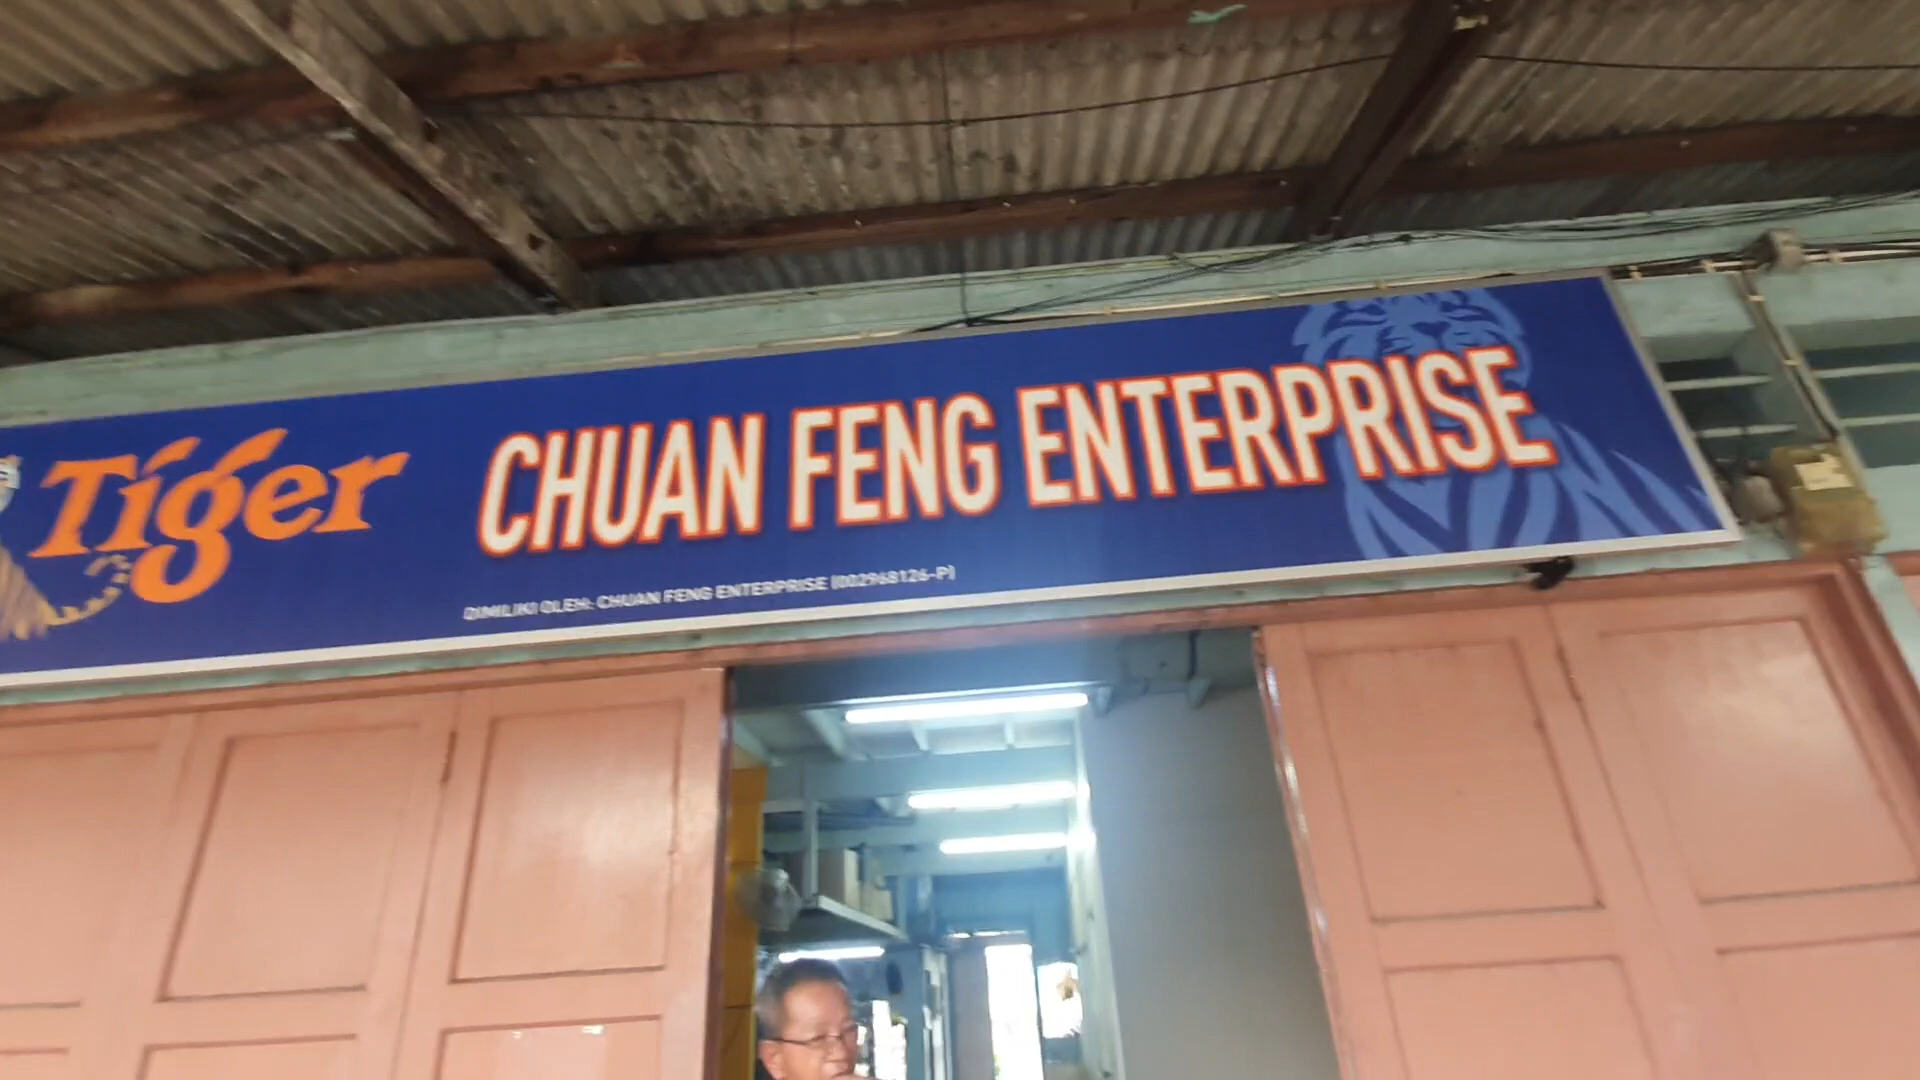 Tiger
CHUAN FENG ENTERPRISE
DIMILIKI OLEH: CHUAN FENG ENTERPRISE (002968126-P)